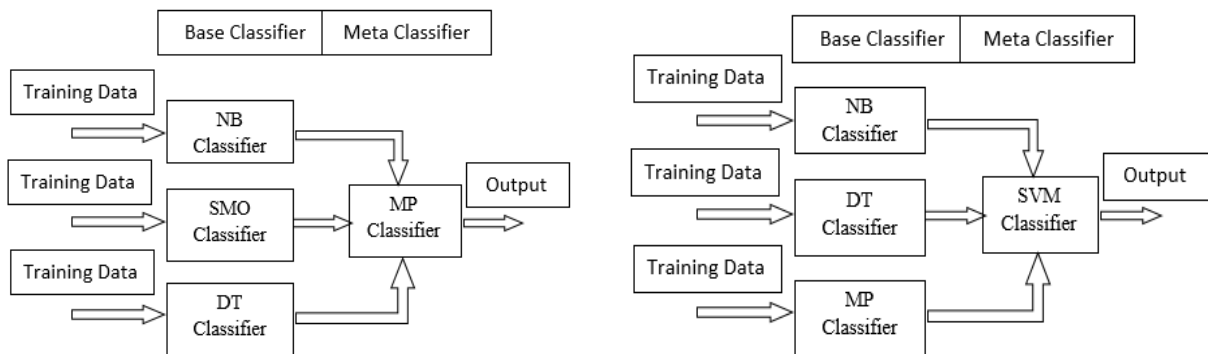 Base Classifier Meta Classifier
Training Data
NB
Classifier
Training Data
SMO
Classifier
MP
Classifier
Output
Training Data
DT
Classifier
Base Classifier Meta Classifier
Training Data
NB
Classifier
Training Data
DT
Classifier
SVM
Classifier
Output
Training Data
MP
Classifier